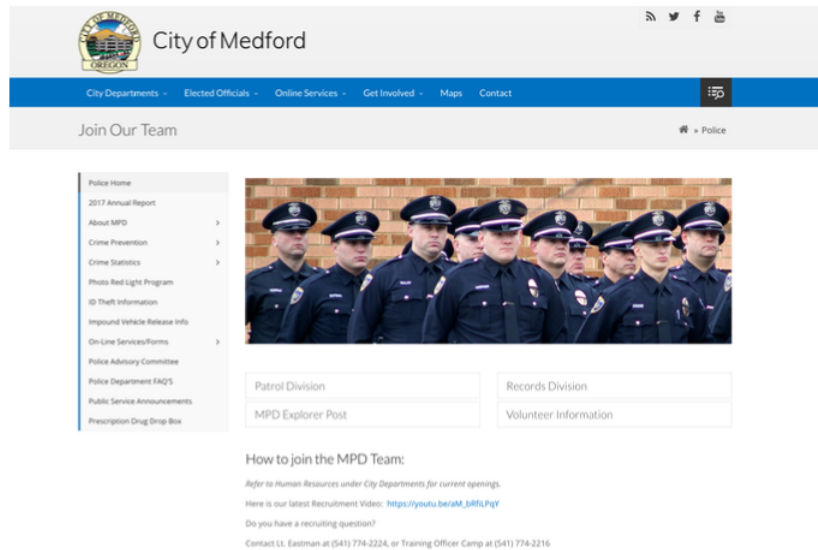 CITY OF MEDFORD
OREGON
City of Medford
City Departments
Elected Officials
Online Services
Get Involved
Maps
Contact
Join Our Team
» Police
Police Home
2017 Annual Report
About MPD
Crime Prevention
Crime Statistics
Photo Red Light Program
ID Theft Information
Impound Vehicle Release Info
On-Line Services/Forms
Police Advisory Committee
Police Department FAQ'S
Public Service Announcements
Prescription Drug Drop Box
Patrol Division
Records Division
MPD Explorer Post
Volunteer Information
How to join the MPD Team:
Refer to Human Resources under City Departments for current openings.
Here is our latest Recruitment Video: https://youtu.be/aM_bRfiLPqY
Do you have a recruiting question?
Contact Lt. Eastman at (541) 774-2224, or Training Officer Camp at (541) 774-2216